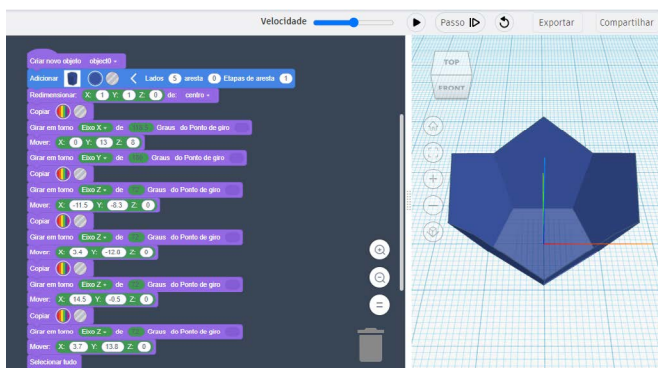 Velocidade Passo Exportar Compartilhar
Criar novo objeto object0
Adicionar Lados 5 aresta 0 Etapas de aresta 1
Redimensionar: X: 1 Y: 1 Z: 0 de: centro
Copiar
Girar em torno Eixo X de Graus do Ponto de giro
Mover: X: 0 Y: 13 Z: 8
Girar em torno Eixo Y de Graus do Ponto de giro
Copiar
Girar em torno Eixo Z de Graus do Ponto de giro
Mover: X: -11.5 Y: -8.3 Z: 0
Copiar
Girar em torno Eixo Z de Graus do Ponto de giro
Mover: X: 3.4 Y: Z: 0
Copiar
Girar em torno Eixo Z de Graus do Ponto de giro
Mover: X: 14.5 Y: -0.5 Z: 0
Copiar
Girar em torno Eixo Z de Graus do Ponto de giro
Mover: X: 3.7 Y: 13.8 Z: 0
Selecionar tudo
TOP
FRONT